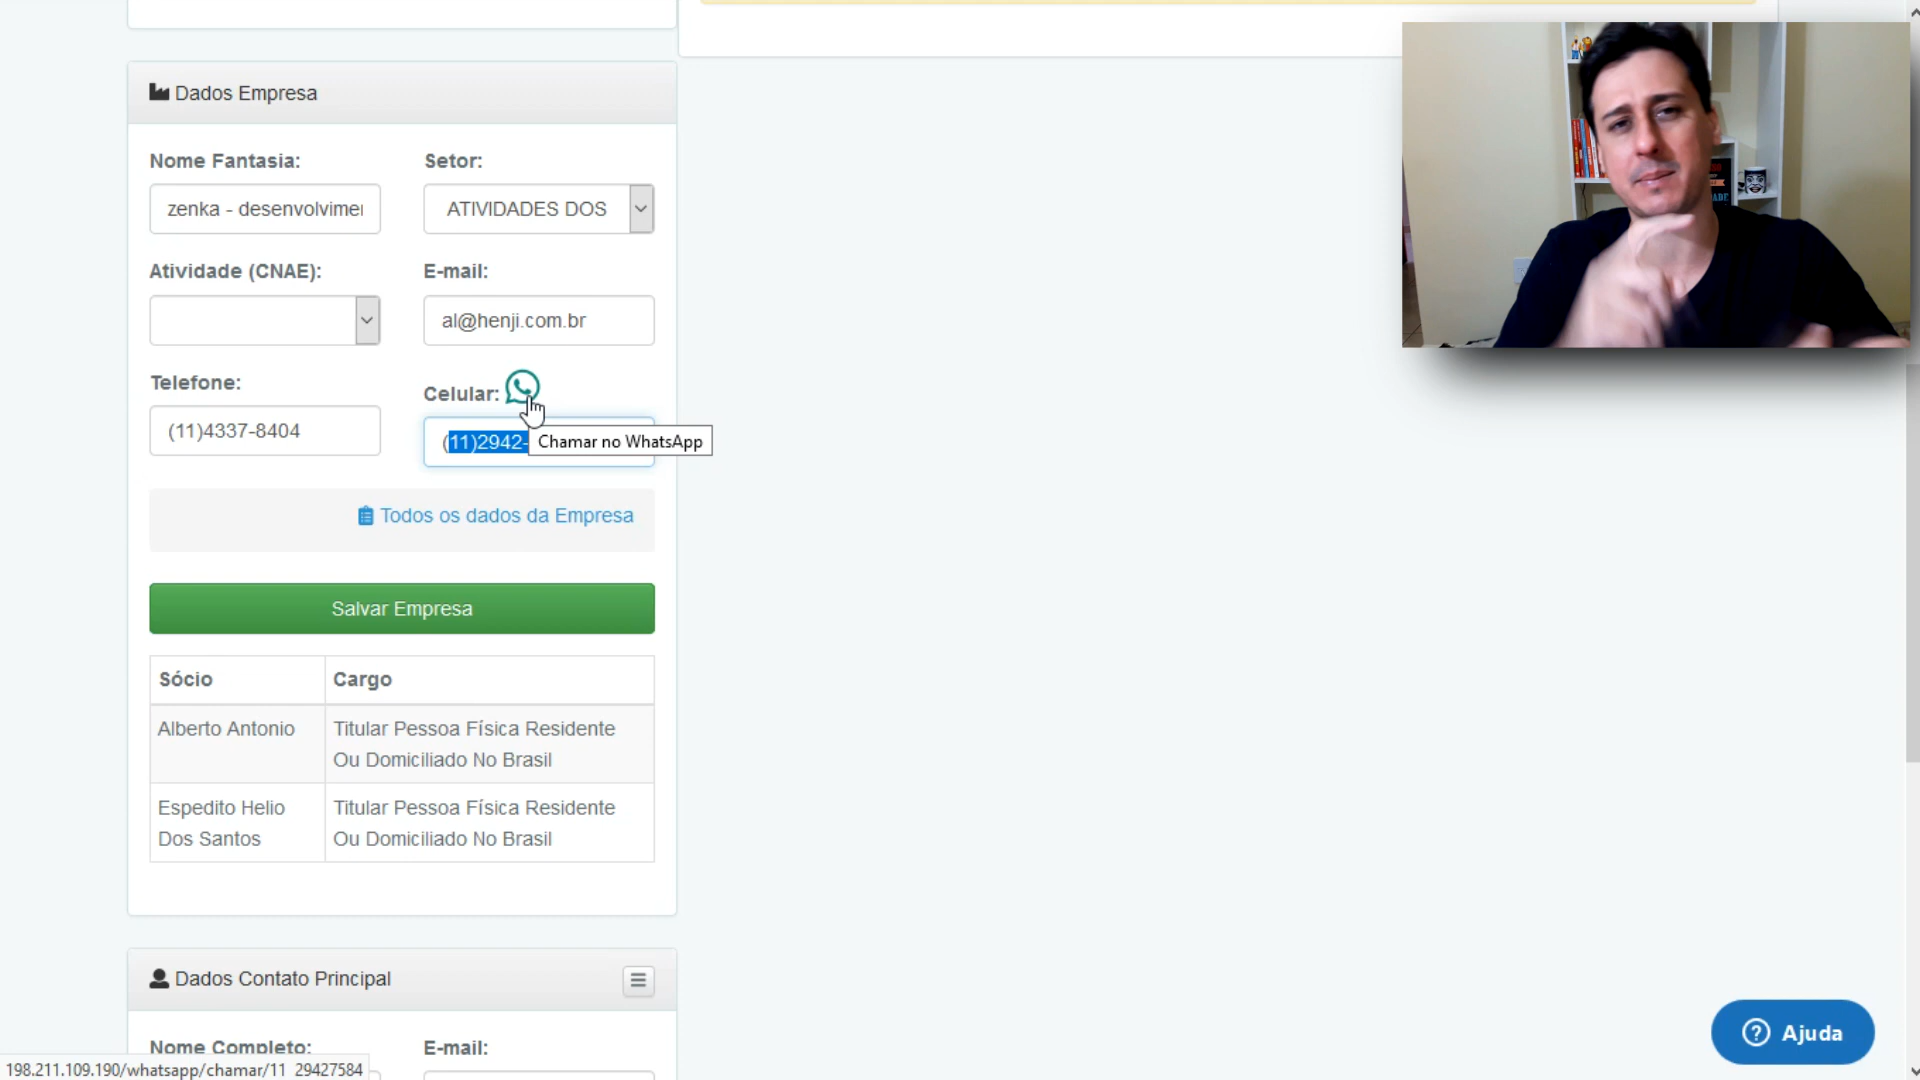 Dados Empresa
Nome Fantasia:
Setor:
zenka - desenvolvimen
ATIVIDADES DOS
Atividade (CNAE):
E-mail:
al@henji.com.br
Telefone:
Celular:
(11)4337-8404
(11)2942-
Chamar no WhatsApp
Todos os dados da Empresa
Salvar Empresa
Sócio
Cargo
Alberto Antonio
Titular Pessoa Física Residente
Ou Domiciliado No Brasil
Espedito Helio
Dos Santos
Titular Pessoa Física Residente
Ou Domiciliado No Brasil
Dados Contato Principal
Nome Completo:
E-mail:
198.211.109.190/whatsapp/chamar/11_29427584
Ajuda